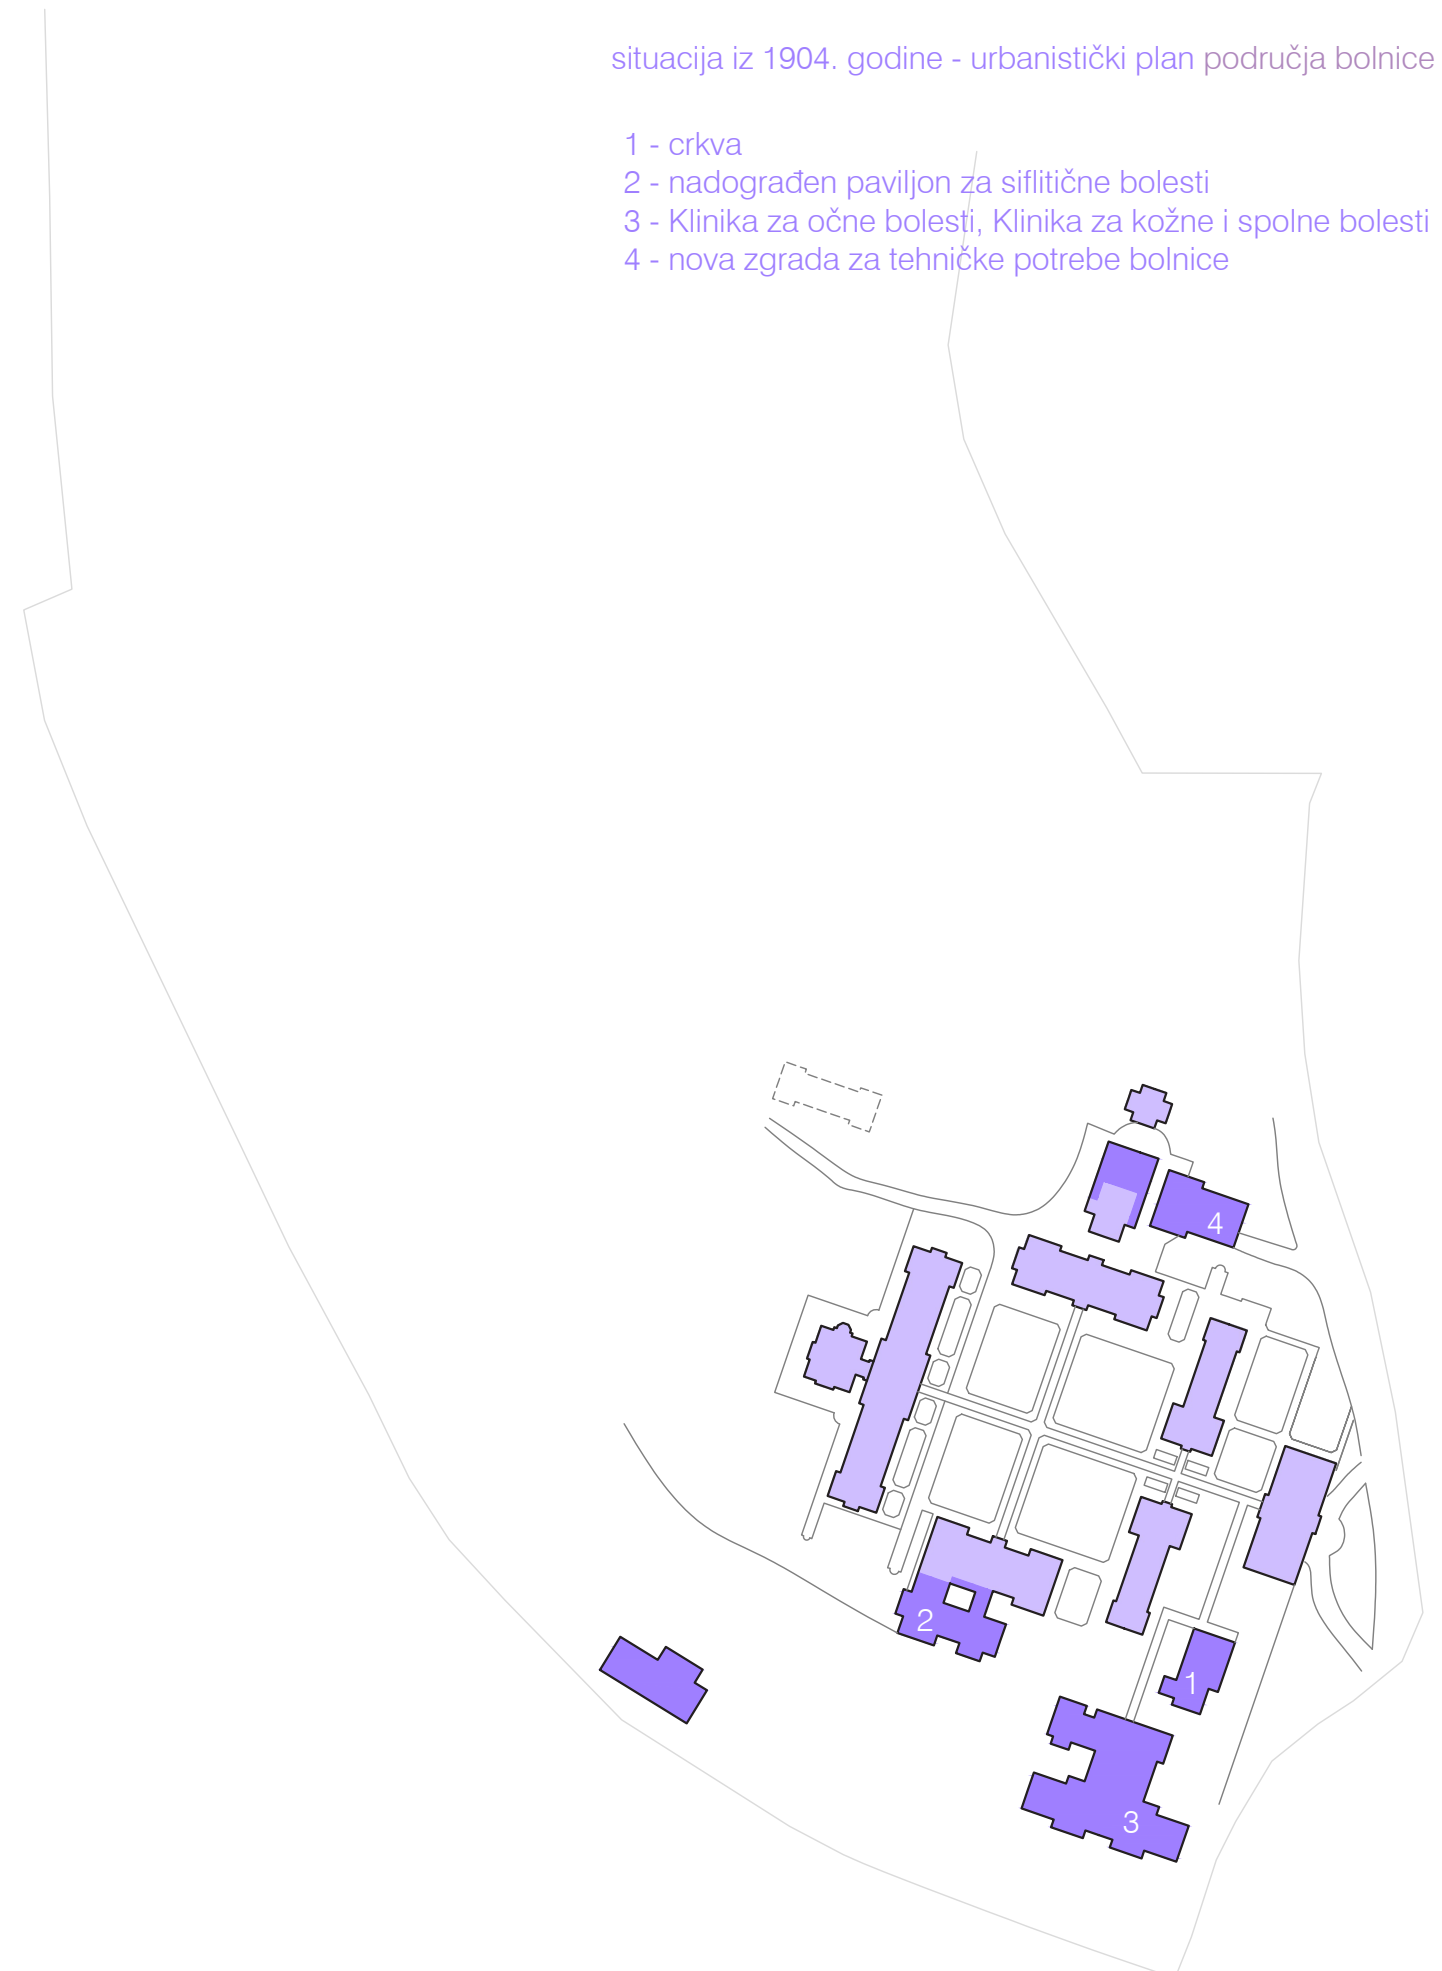 situacija iz 1904. godine - urbanistički plan područja bolnice
1 - crkva
2 - nadograđen paviljon za siflitične bolesti
3 - Klinika za očne bolesti, Klinika za kožne i spolne bolesti
4 - nova zgrada za tehničke potrebe bolnice
4
2
1
3